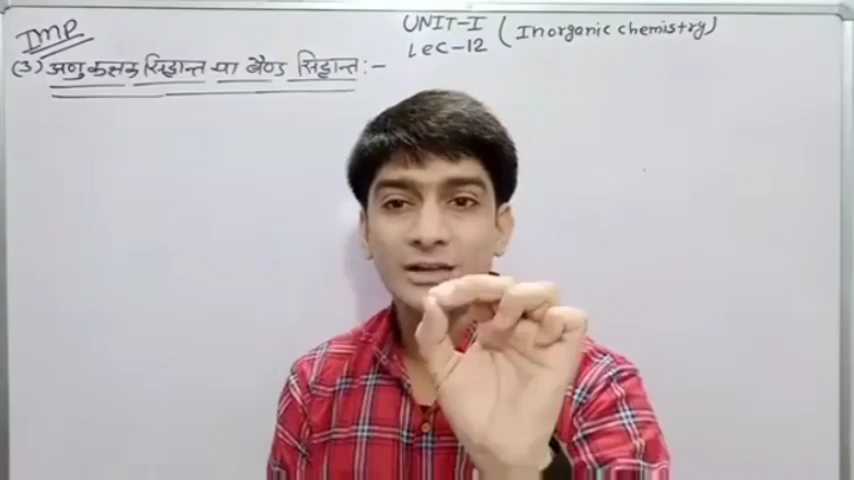 IMP
UNIT-I (Inorganic chemistry)
Lec-12
(3) अणु कक्षक सिद्धान्त या बैण्ड सिद्धान्त :-